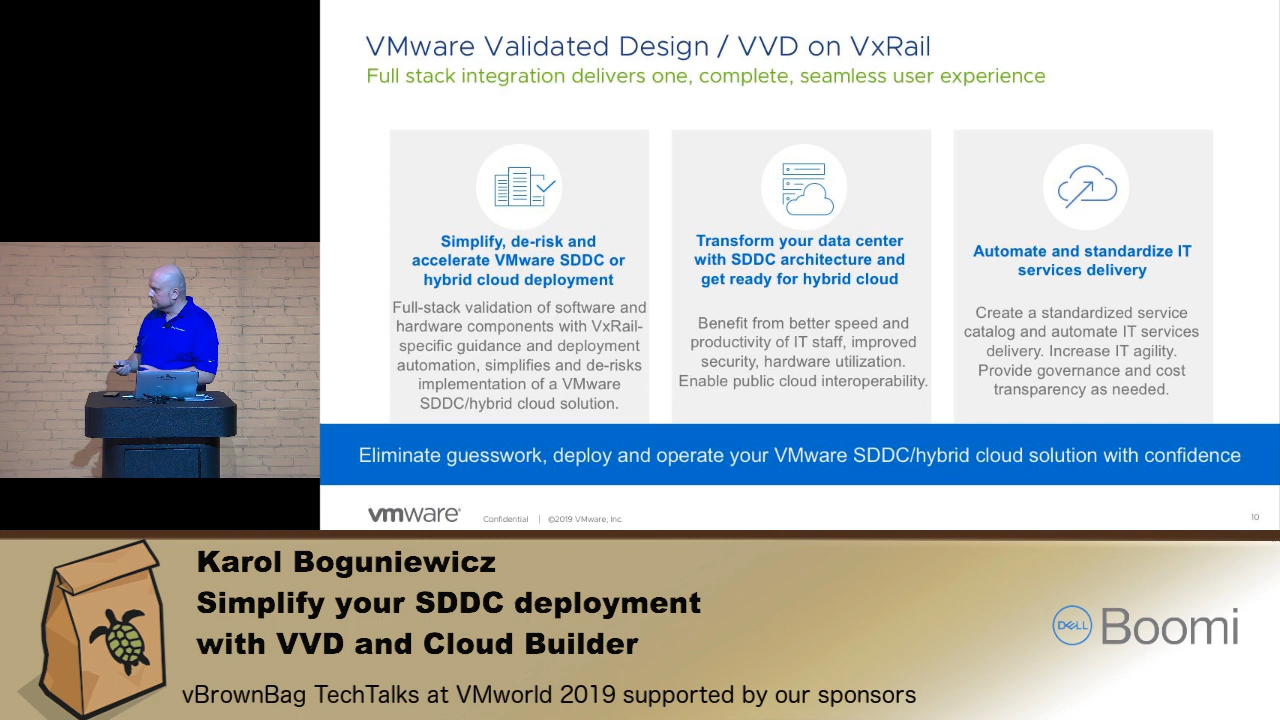 VMware Validated Design / VVD on VxRail
Full stack integration delivers one, complete, seamless user experience
Simplify, de-risk and
accelerate VMware SDDC or
hybrid cloud deployment
Full-stack validation of software and
hardware components with VxRail-
specific guidance and deployment
automation, simplifies and de-risks
implementation of a VMware
SDDC/hybrid cloud solution.
Transform your data center
with SDDC architecture and
get ready for hybrid cloud
Benefit from better speed and
productivity of IT staff, improved
security, hardware utilization.
Enable public cloud interoperability.
Automate and standardize IT
services delivery
Create a standardized service
catalog and automate IT services
delivery. Increase IT agility.
Provide governance and cost
transparency as needed.
Eliminate guesswork, deploy and operate your VMware SDDC/hybrid cloud solution with confidence
vmware® Confidential | ©2019 VMware, Inc. 10
Karol Boguniewicz
Simplify your SDDC deployment
with VVD and Cloud Builder
DELL Boomi
vBrownBag TechTalks at VMworld 2019 supported by our sponsors